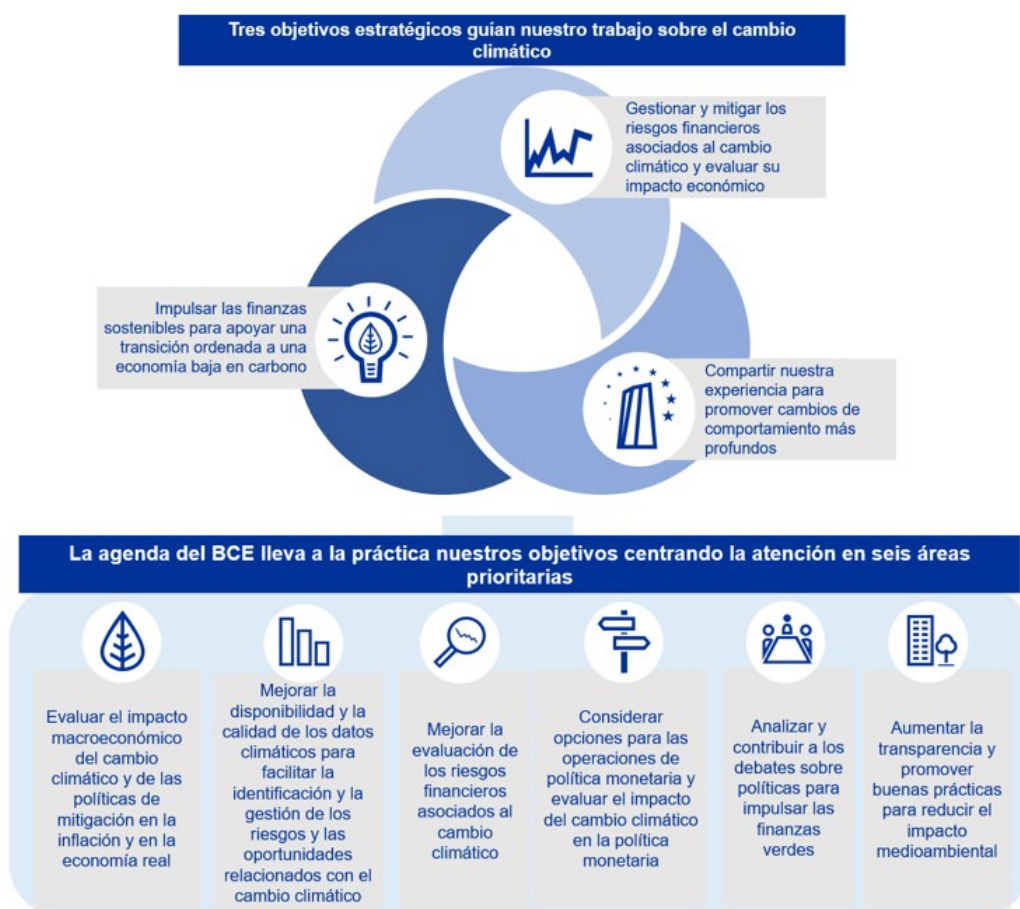 Tres objetivos estratégicos guían nuestro trabajo sobre el cambio
climático
Gestionar y mitigar los
riesgos financieros
asociados al cambio
climático y evaluar su
impacto económico
Impulsar las finanzas
sostenibles para apoyar una
transición ordenada a una
economía baja en carbono
Compartir nuestra
experiencia para
promover cambios de
comportamiento más
profundos
La agenda del BCE lleva a la práctica nuestros objetivos centrando la atención en seis áreas
prioritarias
Evaluar el impacto
macroeconómico
del cambio
climático y de las
políticas de
mitigación en la
inflación y en la
economía real
Mejorar la
disponibilidad y la
calidad de los datos
climáticos para
facilitar la
identificación y la
gestión de los
riesgos y las
oportunidades
relacionados con el
cambio climático
Mejorar la
evaluación de
los riesgos
financieros
asociados al
cambio
climático
Considerar
opciones para las
operaciones de
política monetaria y
evaluar el impacto
del cambio climático
en la política
monetaria
Analizar y
contribuir a los
debates sobre
políticas para
impulsar las
finanzas
verdes
Aumentar la
transparencia y
promover
buenas prácticas
para reducir el
impacto
medioambiental